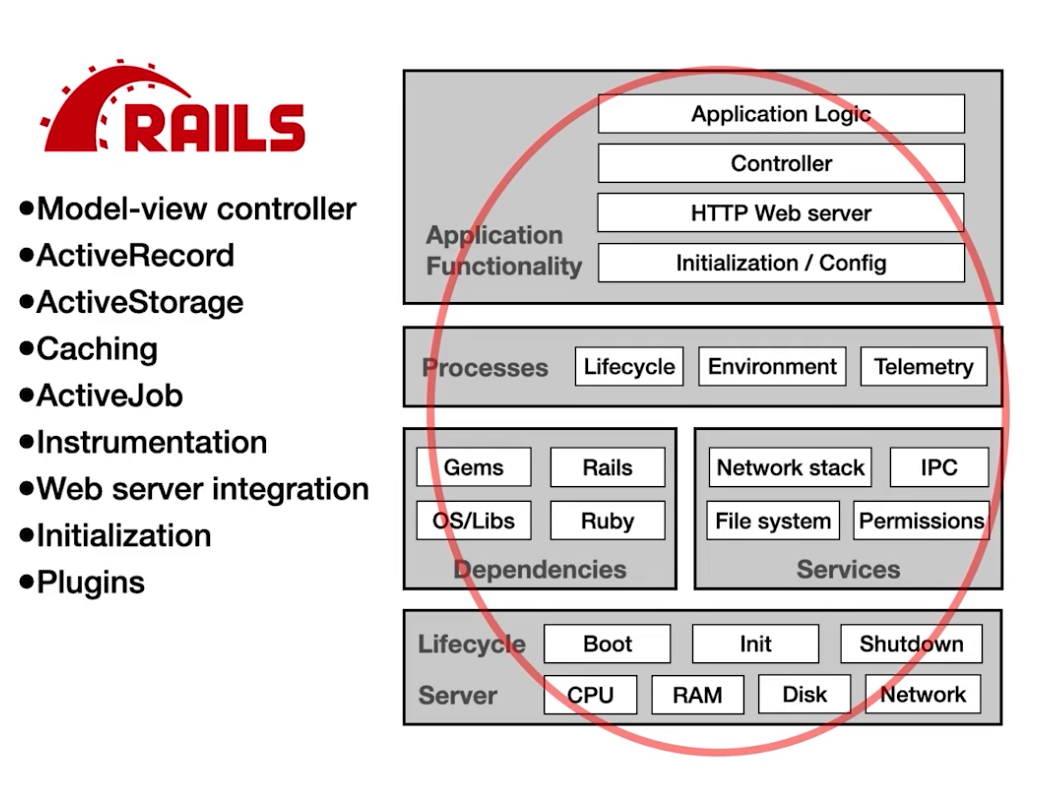 RAILS
•Model-view controller
•ActiveRecord
•ActiveStorage
•Caching
•ActiveJob
•Instrumentation
•Web server integration
•Initialization
•Plugins
Application Logic
Controller
HTTP Web server
Initialization / Config
Application
Functionality
Processes
Lifecycle
Environment
Telemetry
Gems
Rails
OS/Libs
Ruby
Dependencies
Network stack
IPC
File system
Permissions
Services
Lifecycle
Boot
Init
Shutdown
Server
CPU
RAM
Disk
Network